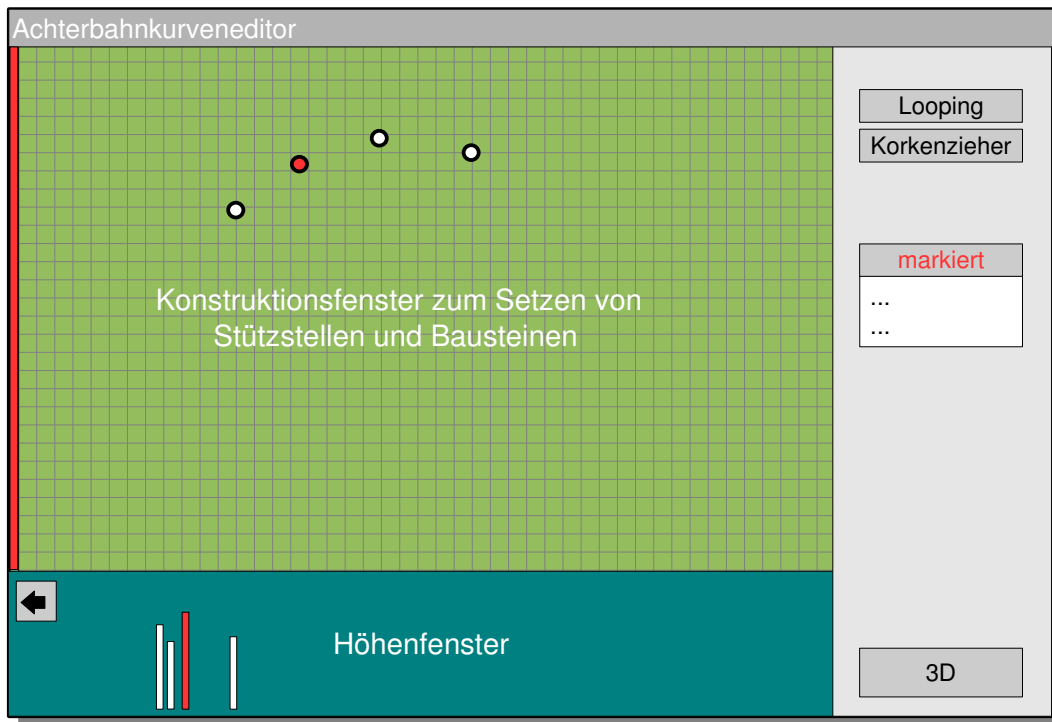 Achterbahnkurveneditor
Looping
Korkenzieher
markiert
...
...
Konstruktionsfenster zum Setzen von
Stützstellen und Bausteinen
Höhenfenster
3D